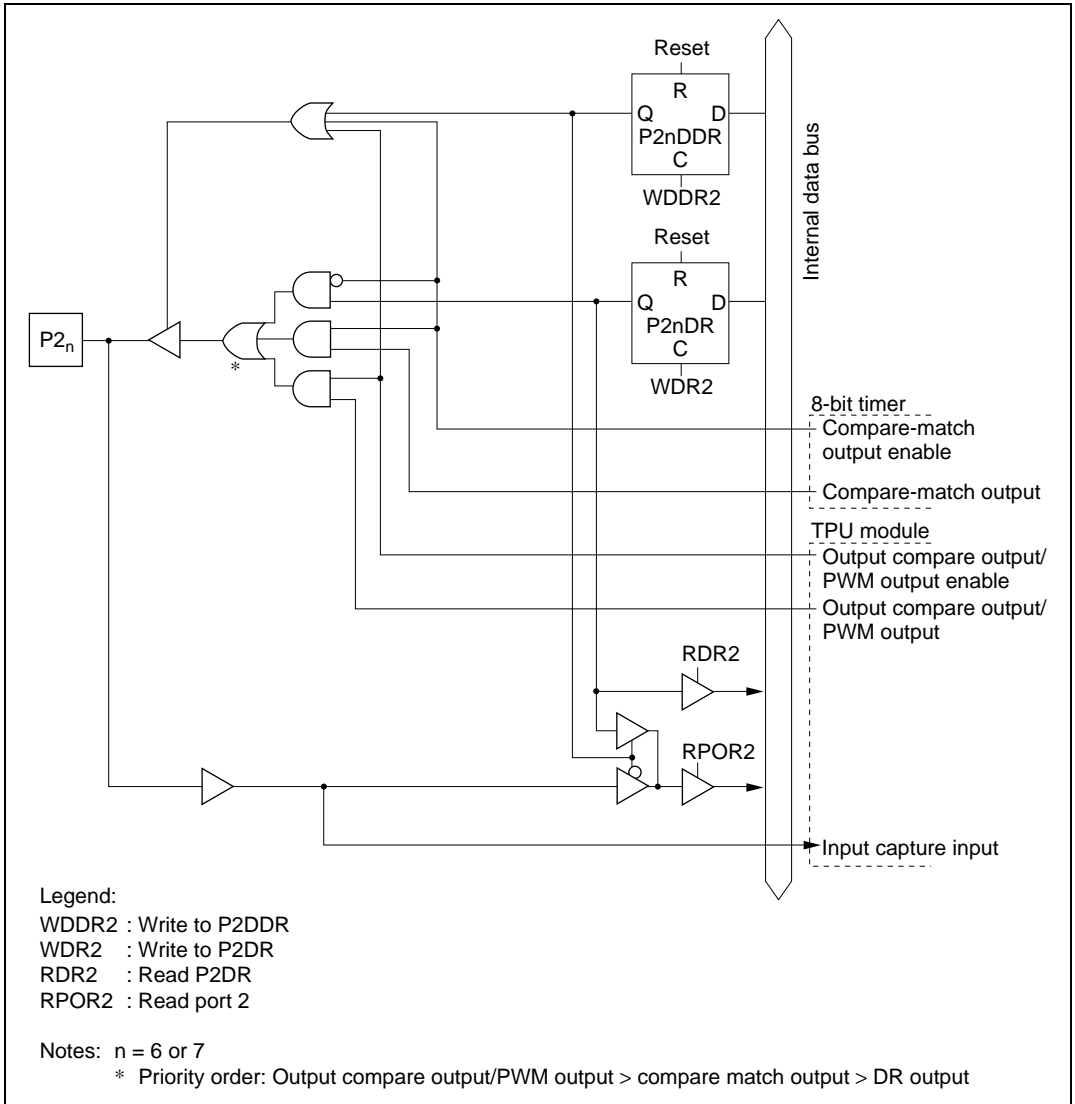 Reset
R
Q D
P2nDDR
C
WDDR2
Reset
R
Q D
P2nDR
C
WDR2
Internal data bus
P2n
*
8-bit timer
Compare-match
output enable
Compare-match output
TPU module
Output compare output/
PWM output enable
Output compare output/
PWM output
RDR2
RPOR2
Input capture input
Legend:
WDDR2 : Write to P2DDR
WDR2 : Write to P2DR
RDR2 : Read P2DR
RPOR2 : Read port 2
Notes: n = 6 or 7
* Priority order: Output compare output/PWM output > compare match output > DR output